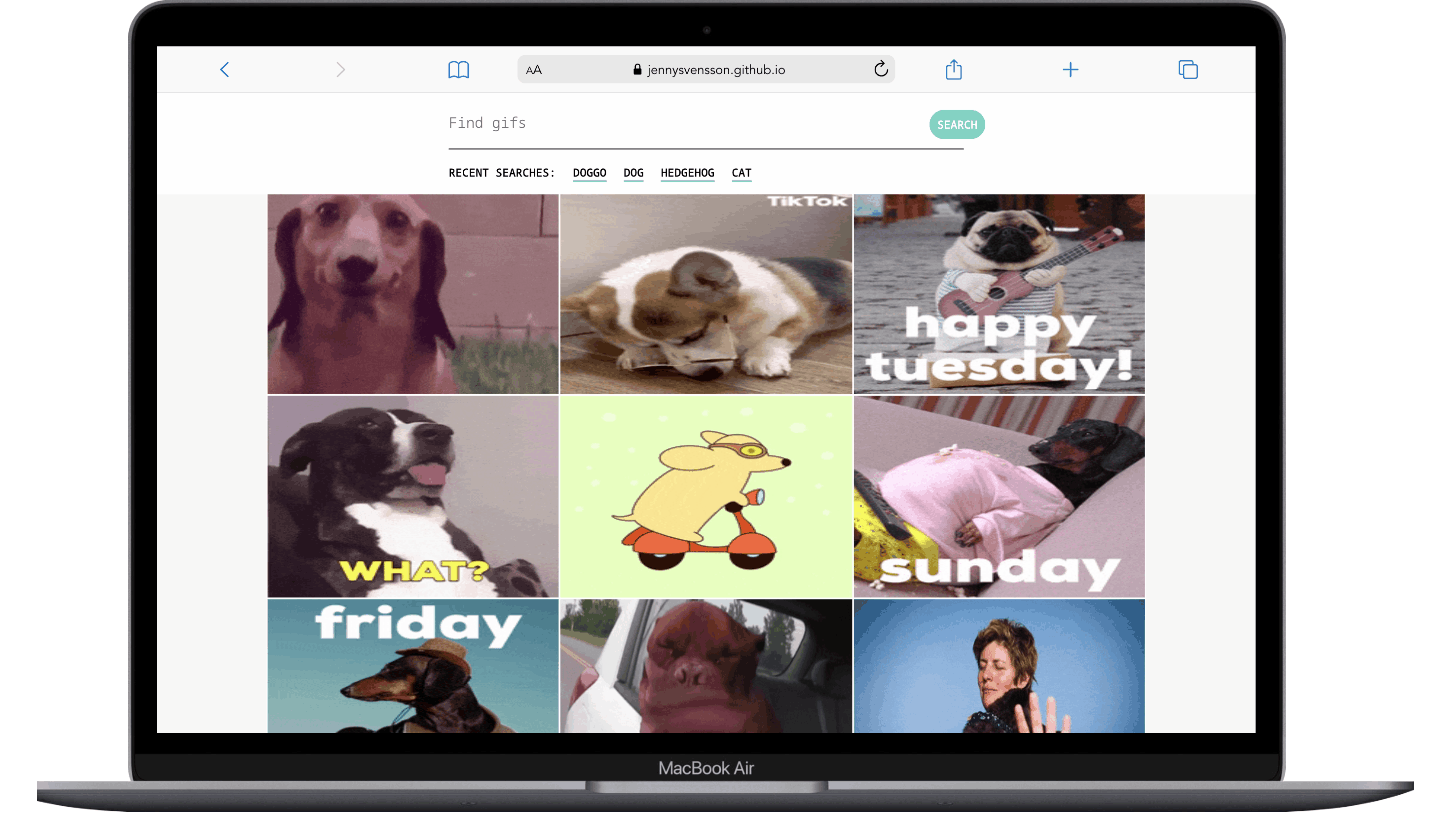 AA jennysvensson.github.io
Find gifs
SEARCH
RECENT SEARCHES: DOGGO DOG HEDGEHOG CAT
TikTok
happy
tuesday!
WHAT?
sunday
friday
MacBook Air